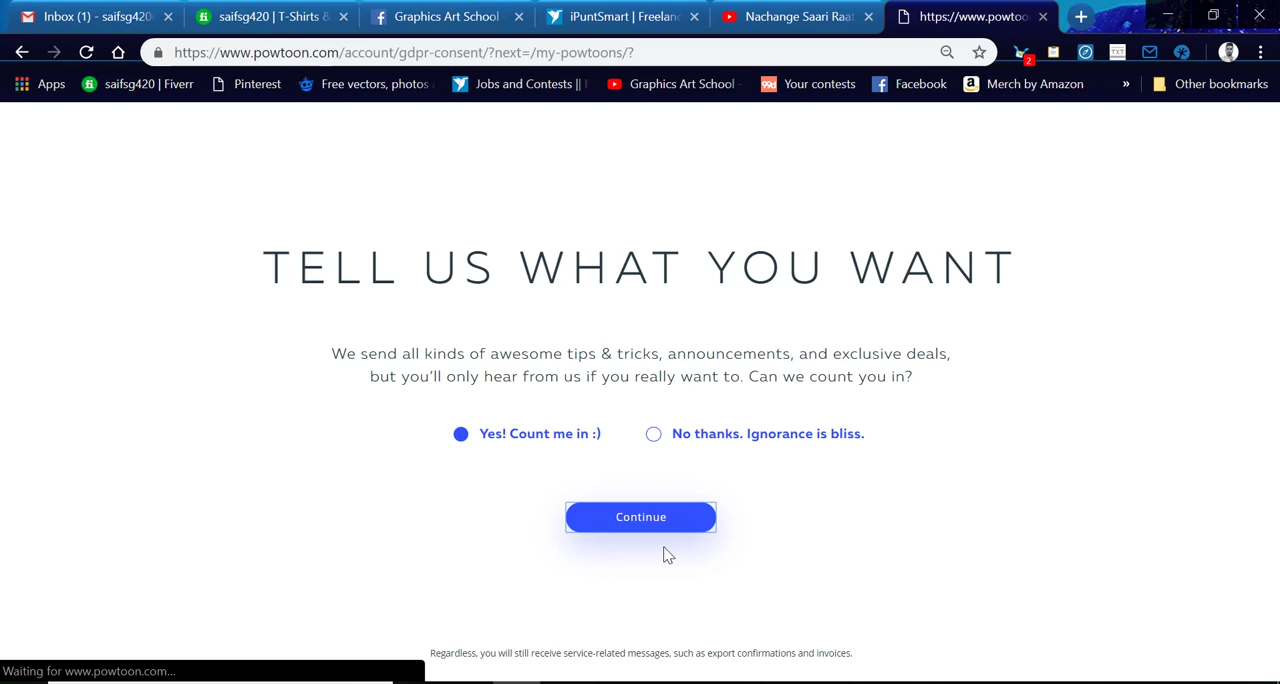 Inbox (1) - saifsg420 saifsg420 | T-Shirts & Graphics Art School iPuntSmart | Freelanc Nachange Saari Raat https://www.powtoo
https://www.powtoon.com/account/gdpr-consent/?next=/my-powtoons/? TXT 2
Apps saifsg420 | Fiverr Pinterest Free vectors, photos Jobs and Contests || Graphics Art School - 99d Your contests Facebook Merch by Amazon » Other bookmarks
TELL US WHAT YOU WANT
We send all kinds of awesome tips & tricks, announcements, and exclusive deals,
but you'll only hear from us if you really want to. Can we count you in?
Yes! Count me in :) No thanks. Ignorance is bliss.
Continue
Regardless, you will still receive service-related messages, such as export confirmations and invoices.
Waiting for www.powtoon.com...